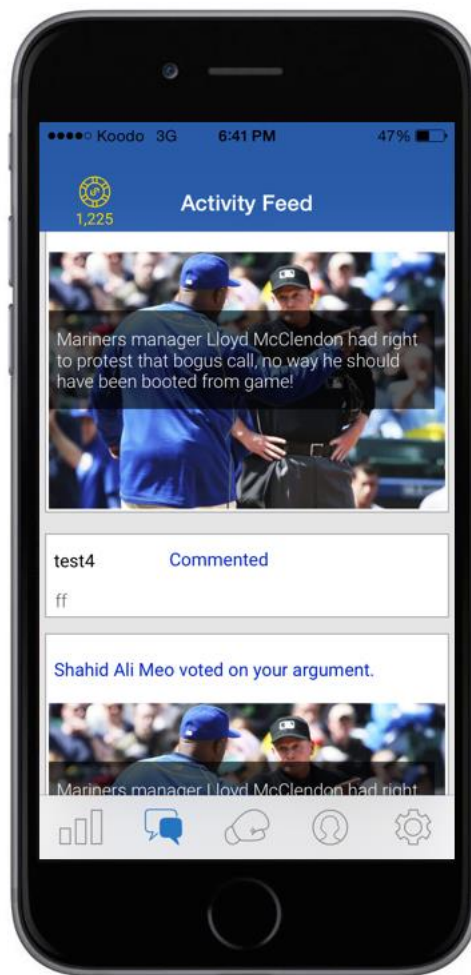 Koodo 3G 6:41 PM 47%
1,225
Activity Feed
Mariners manager Lloyd McClendon had right
to protest that bogus call, no way he should
have been booted from game!
test4 Commented
ff
Shahid Ali Meo voted on your argument.
Mariners manager Lloyd McClendon had right